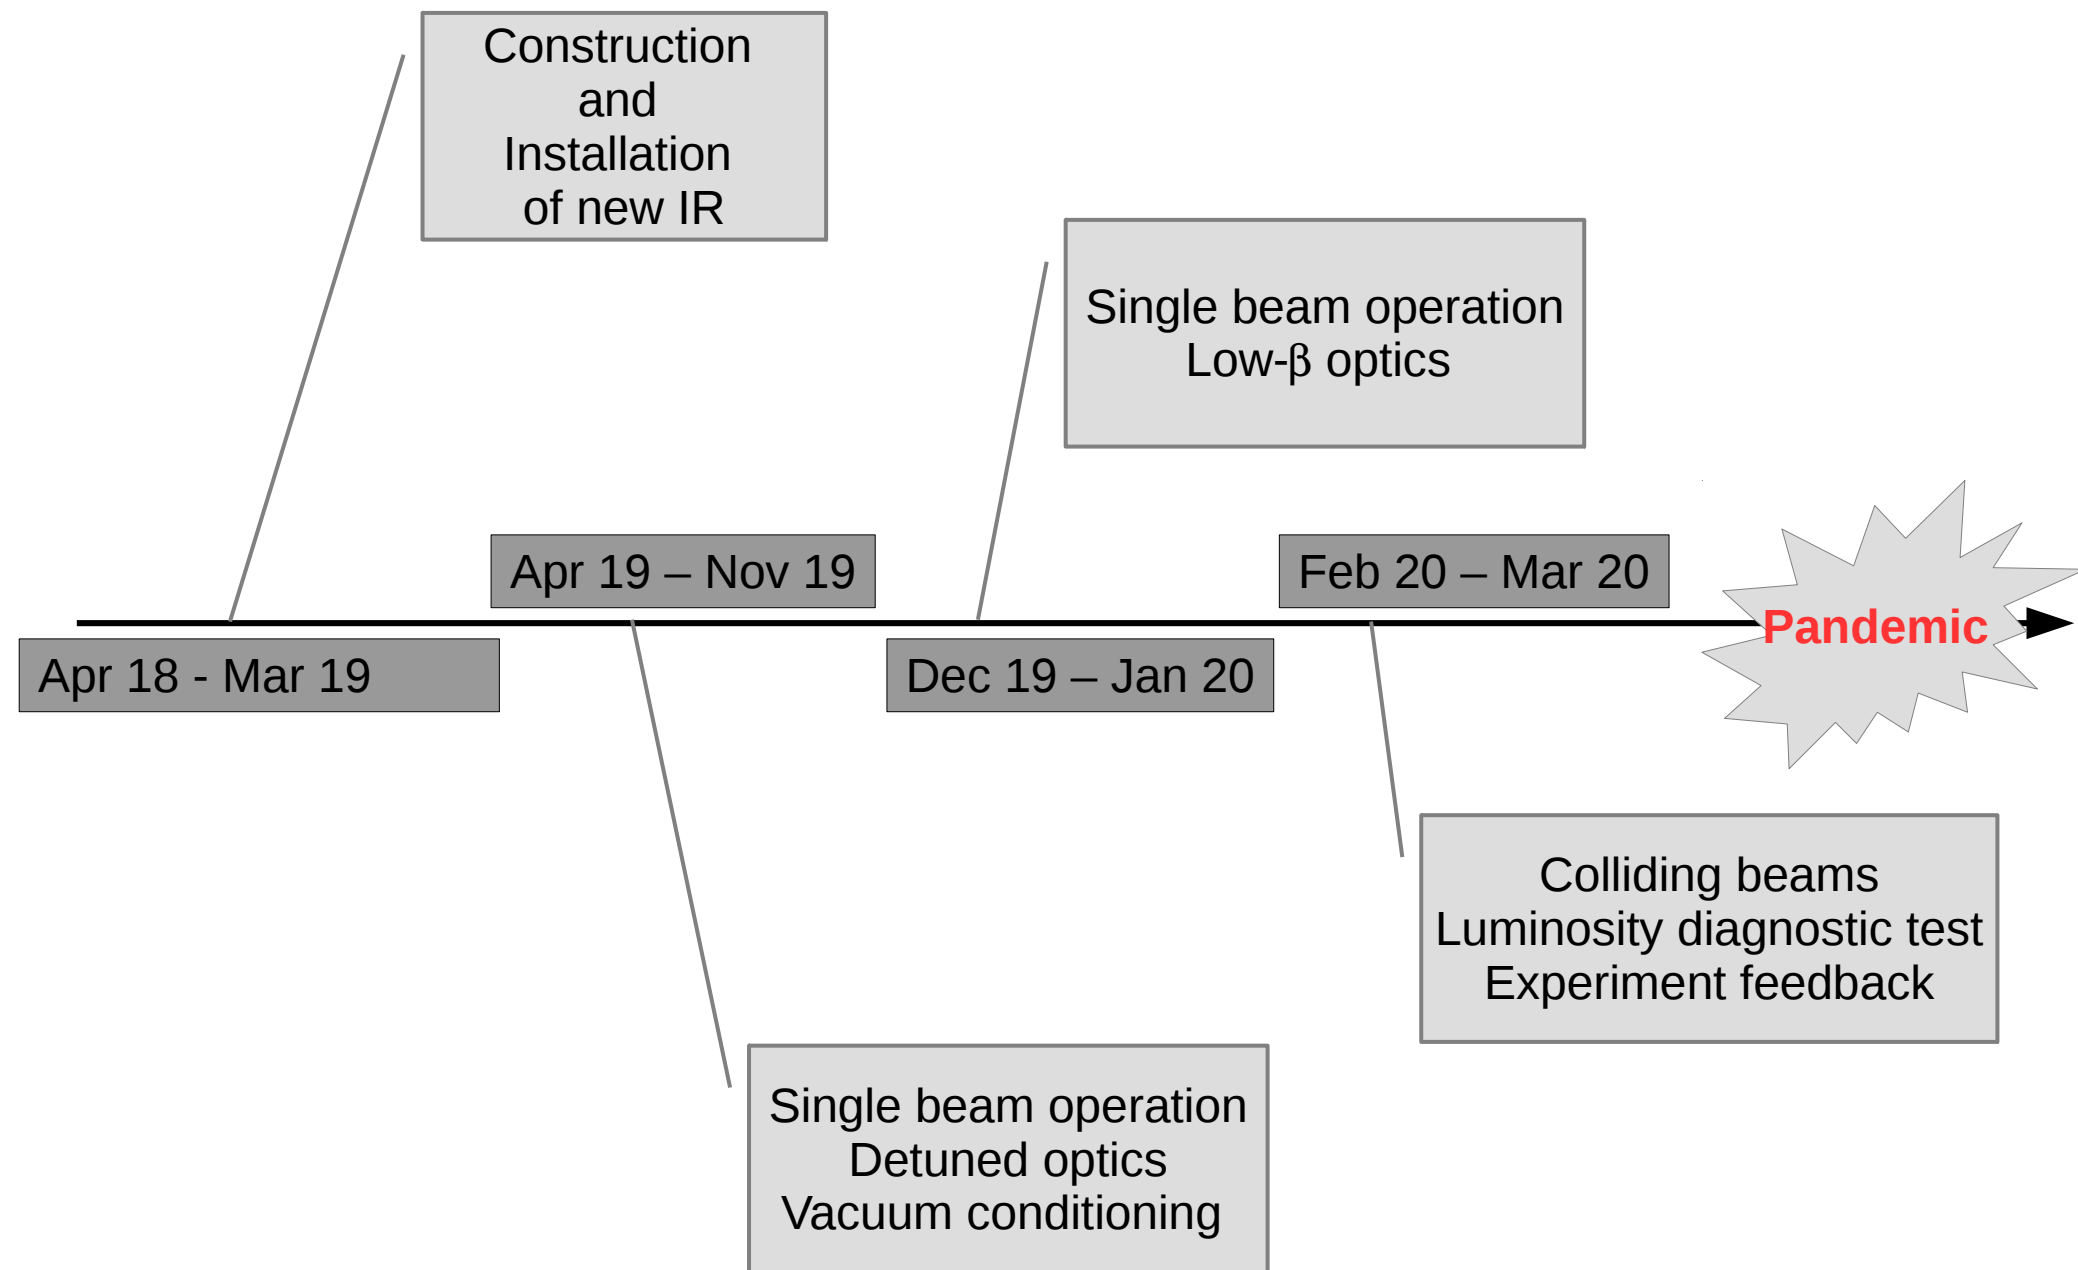 Construction
and
Installation
of new IR
Single beam operation
Low-β optics
Apr 19 – Nov 19
Feb 20 – Mar 20
Pandemic
Apr 18 - Mar 19
Dec 19 – Jan 20
Colliding beams
Luminosity diagnostic test
Experiment feedback
Single beam operation
Detuned optics
Vacuum conditioning